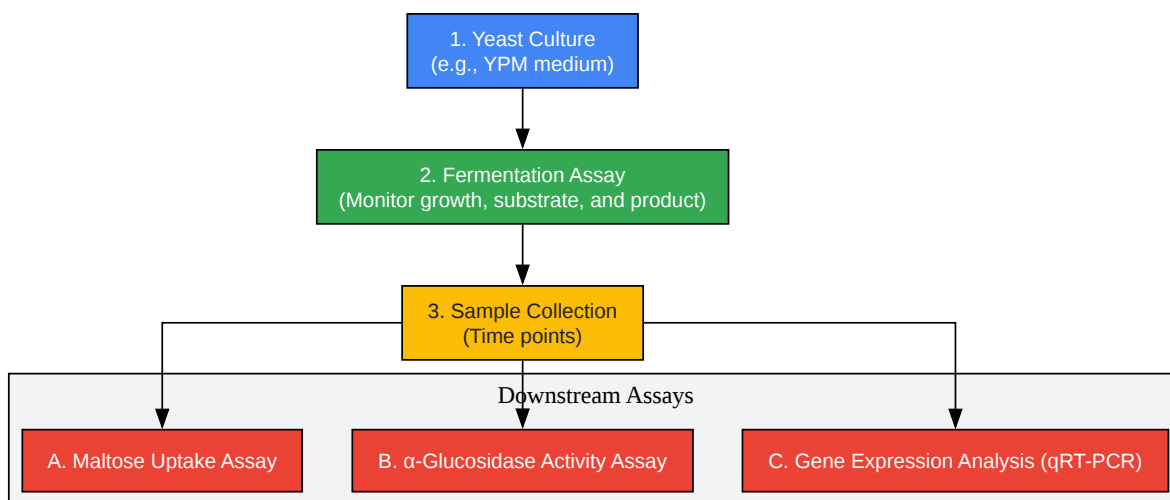 1. Yeast Culture
(e.g., YPM medium)
2. Fermentation Assay
(Monitor growth, substrate, and product)
3. Sample Collection
(Time points)
Downstream Assays
A. Maltose Uptake Assay
B. α-Glucosidase Activity Assay
C. Gene Expression Analysis (qRT-PCR)